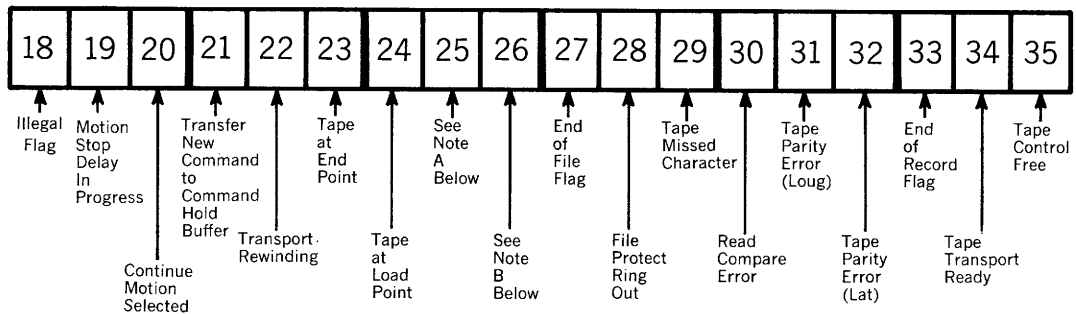 18 19 20 21 22 23 24 25 26 27 28 29 30 31 32 33 34 35
Illegal
Flag
Motion
Stop
Delay
In
Progress
Continue
Motion
Selected
Transfer
New
Command
to
Command
Hold
Buffer
Transport
Rewinding
Tape
at
End
Point
Tape
at
Load
Point
See
Note
A
Below
See
Note
B
Below
End
of
File
Flag
File
Protect
Ring
Out
Tape
Missed
Character
Read
Compare
Error
Tape
Parity
Error
(Loug)
Tape
Parity
Error
(Lat)
End
of
Record
Flag
Tape
Transport
Ready
Tape
Control
Free